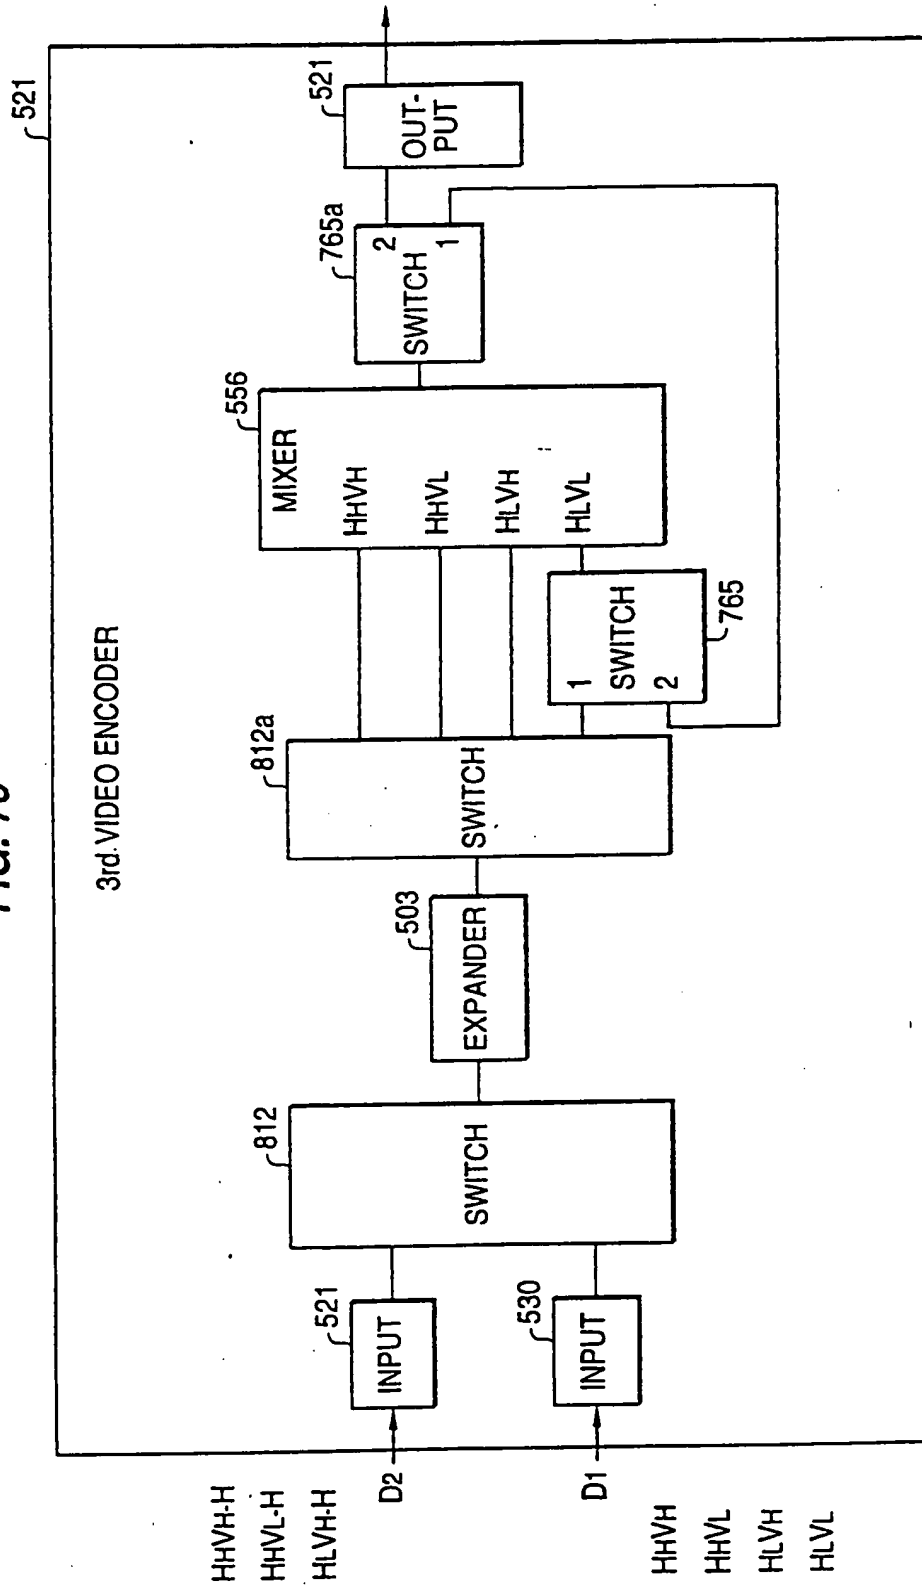 521
3rd. VIDEO ENCODER
HHVH-H
HHVL-H
HLVH-H
D2
521
INPUT
D1
530
INPUT
HHVH
HHVL
HLVH
HLVL
812
SWITCH
503
EXPANDER
812a
SWITCH
1
SWITCH
2
765
556
MIXER
HHVH
HHVL
HLVH
HLVL
765a
SWITCH
2
1
521
OUT-
PUT